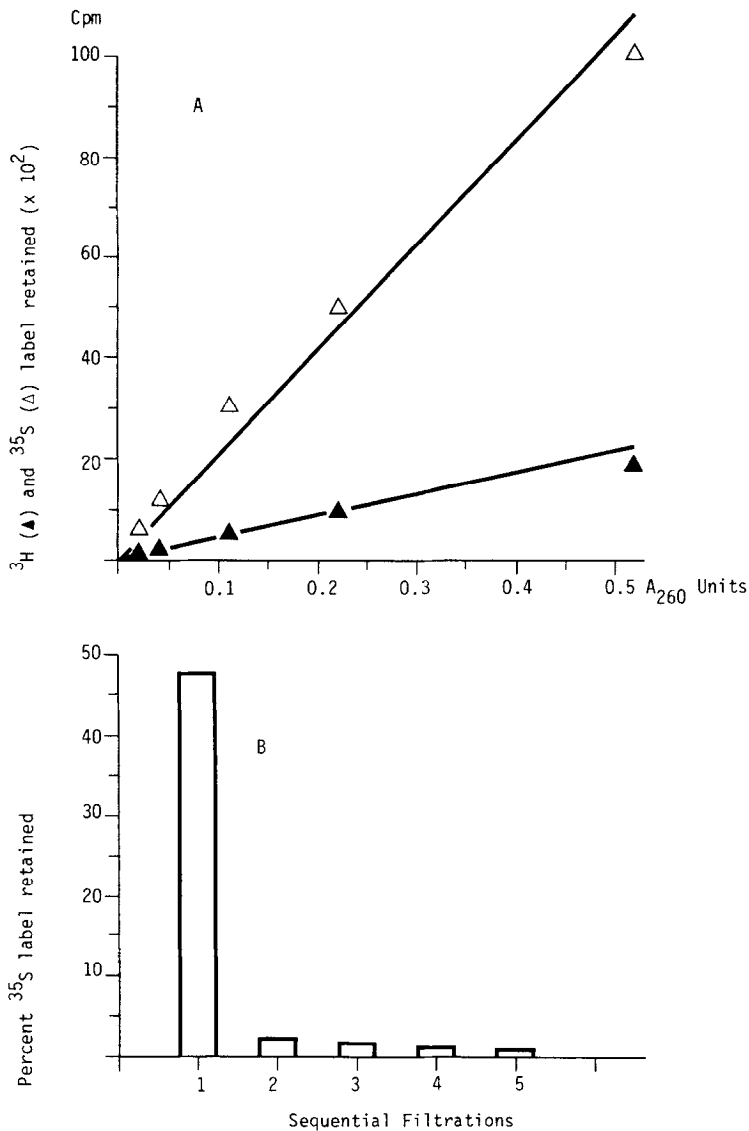 Cpm
100
A
80
60
40
20
³H (▲) and ³⁵S (△) label retained (x 10²)
0.1 0.2 0.3 0.4 0.5 A₂₆₀ Units
50
B
40
30
20
10
Percent ³⁵S label retained
1 2 3 4 5
Sequential Filtrations